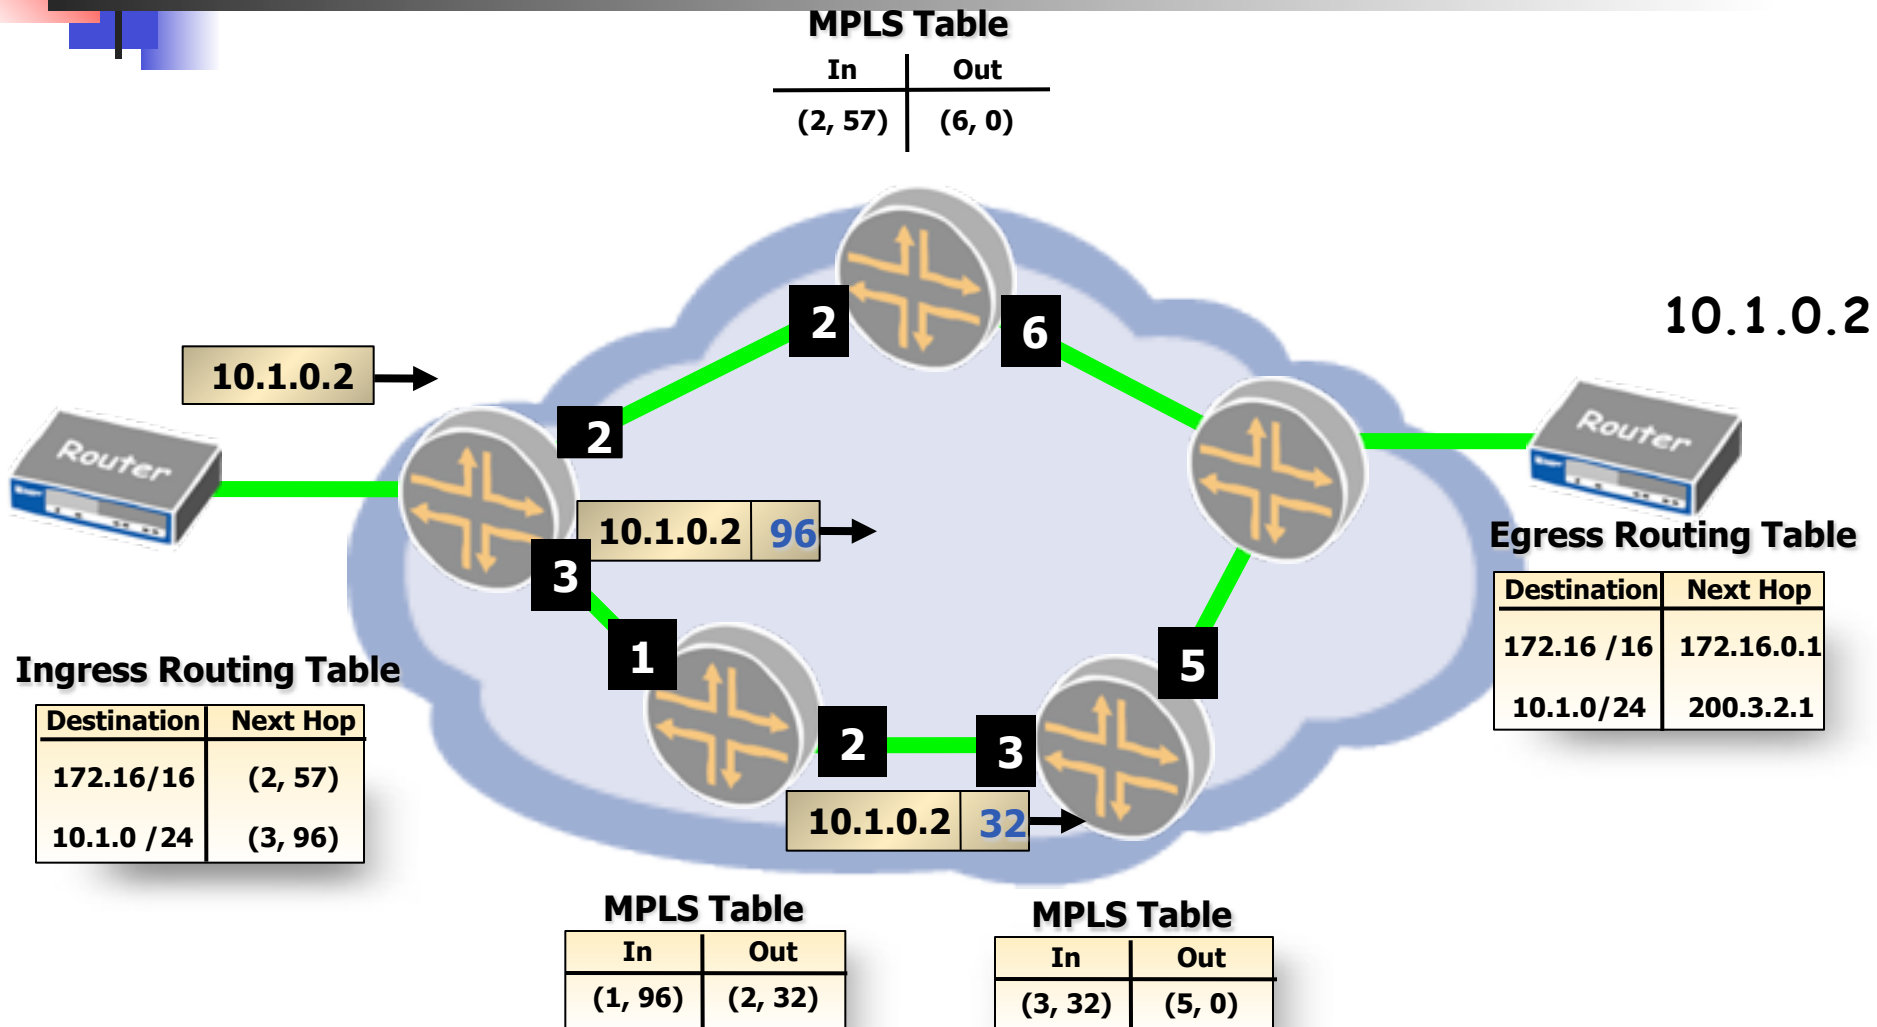 MPLS Table
In Out
(2, 57) (6, 0)
10.1.0.2
2
6
10.1.0.2
2
Router
Router
10.1.0.2 96
3
Egress Routing Table
Destination Next Hop
172.16 /16 172.16.0.1
10.1.0/24 200.3.2.1
1
5
Ingress Routing Table
Destination Next Hop
172.16/16 (2, 57)
10.1.0 /24 (3, 96)
2
3
10.1.0.2 32
MPLS Table
In Out
(1, 96) (2, 32)
MPLS Table
In Out
(3, 32) (5, 0)